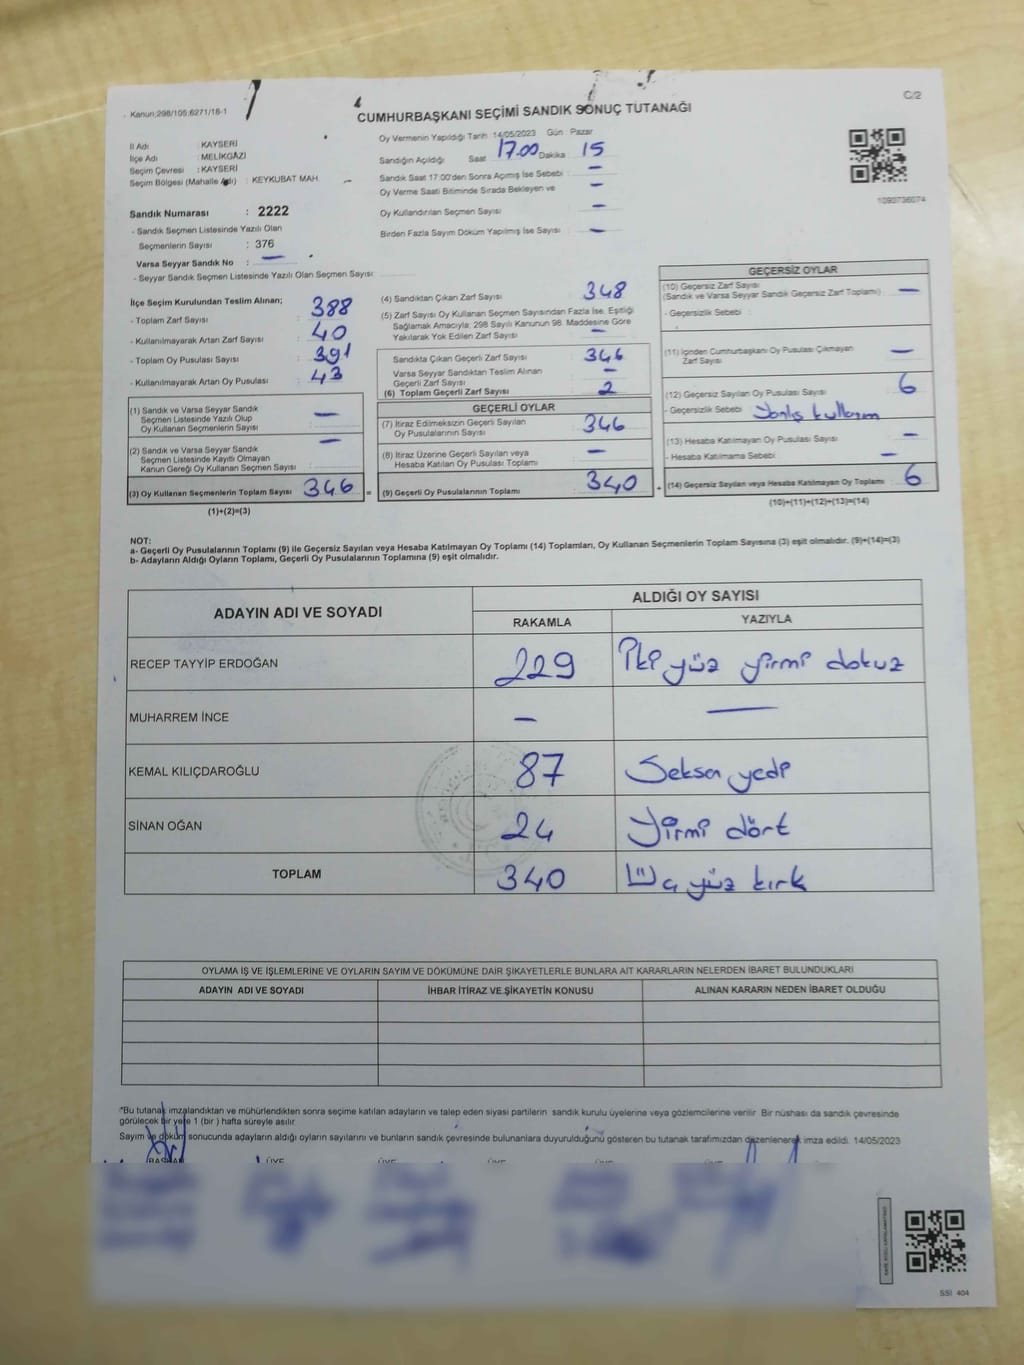 Kanun;298/105;6271/16-1
C/2
CUMHURBAŞKANI SEÇİMİ SANDIK SONUÇ TUTANAĞI
İl Adı : KAYSERİ
İlçe Adı : MELİKGAZİ
Seçim Çevresi : KAYSERİ
Seçim Bölgesi (Mahalle Adı) : KEYKUBAT MAH.
Sandık Numarası : 2222
- Sandık Seçmen Listesinde Yazılı Olan
Seçmenlerin Sayısı : 376
Varsa Seyyar Sandık No : —
- Seyyar Sandık Seçmen Listesinde Yazılı Olan Seçmen Sayısı:
Oy Vermenin Yapıldığı Tarih 14/05/2023 Gün Pazar
Sandığın Açıldığı Saat 17.00 Dakika 15
Sandık Saat 17:00'den Sonra Açımış İse Sebebi : —
Oy Verme Saati Bitiminde Sırada Bekleyen ve —
Oy Kullandırılan Seçmen Sayısı —
Birden Fazla Sayım Döküm Yapılmış İse Sayısı : —
1093736074
İlçe Seçim Kurulundan Teslim Alınan;
- Toplam Zarf Sayısı : 388
- Kullanılmayarak Artan Zarf Sayısı : 40
- Toplam Oy Pusulası Sayısı : 391
- Kullanılmayarak Artan Oy Pusulası : 43
(1) Sandık ve Varsa Seyyar Sandık
Seçmen Listesinde Yazılı Olup
Oy Kullanan Seçmenlerin Sayısı : —
(2) Sandık ve Varsa Seyyar Sandık
Seçmen Listesinde Kayıtlı Olmayan
Kanun Gereği Oy Kullanan Seçmen Sayısı : —
(3) Oy Kullanan Seçmenlerin Toplam Sayısı 346 =
(1)+(2)=(3)
(4) Sandıktan Çıkan Zarf Sayısı : 348
(5) Zarf Sayısı Oy Kullanan Seçmen Sayısından Fazla İse, Eşitliği
Sağlamak Amacıyla; 298 Sayılı Kanunun 98. Maddesine Göre
Yakılarak Yok Edilen Zarf Sayısı : —
Sandıkta Çıkan Geçerli Zarf Sayısı : 346
Varsa Seyyar Sandıktan Teslim Alınan
Geçerli Zarf Sayısı : —
(6) Toplam Geçerli Zarf Sayısı : 2
GEÇERLİ OYLAR
(7) İtiraz Edilmeksizin Geçerli Sayılan
Oy Pusulalarının Sayısı : 346
(8) İtiraz Üzerine Geçerli Sayılan veya
Hesaba Katılan Oy Pusulası Toplamı : —
(9) Geçerli Oy Pusulalarının Toplamı : 340 +
GEÇERSİZ OYLAR
(10) Geçersiz Zarf Sayısı
(Sandık ve Varsa Seyyar Sandık Geçersiz Zarf Toplamı) : —
- Geçersizlik Sebebi :
(11) İçinden Cumhurbaşkanı Oy Pusulası Çıkmayan
Zarf Sayısı : —
(12) Geçersiz Sayılan Oy Pusulası Sayısı : 6
- Geçersizlik Sebebi Yanlış kullanım
(13) Hesaba Katılmayan Oy Pusulası Sayısı : —
- Hesaba Katılmama Sebebi : —
(14) Geçersiz Sayılan veya Hesaba Katılmayan Oy Toplamı : 6
(10)+(11)+(12)+(13)=(14)
NOT:
a- Geçerli Oy Pusulalarının Toplamı (9) ile Geçersiz Sayılan veya Hesaba Katılmayan Oy Toplamı (14) Toplamları, Oy Kullanan Seçmenlerin Toplam Sayısına (3) eşit olmalıdır. (9)+(14)=(3)
b- Adayların Aldığı Oyların Toplamı, Geçerli Oy Pusulalarının Toplamına (9) eşit olmalıdır.
ADAYIN ADI VE SOYADI ALDIĞI OY SAYISI
RAKAMLA YAZIYLA
RECEP TAYYİP ERDOĞAN 229 İki yüz yirmi dokuz
MUHARREM İNCE — —
KEMAL KILIÇDAROĞLU 87 Seksen yedi
SİNAN OĞAN 24 Yirmi dört
TOPLAM 340 Üç yüz kırk
OYLAMA İŞ VE İŞLEMLERİNE VE OYLARIN SAYIM VE DÖKÜMÜNE DAİR ŞİKAYETLERLE BUNLARA AİT KARARLARIN NELERDEN İBARET BULUNDUKLARI
ADAYIN ADI VE SOYADI İHBAR İTİRAZ VE ŞİKAYETİN KONUSU ALINAN KARARIN NEDEN İBARET OLDUĞU
*Bu tutanak imzalandıktan ve mühürlendikten sonra seçime katılan adayların ve talep eden siyasi partilerin sandık kurulu üyelerine veya gözlemcilerine verilir Bir nüshası da sandık çevresinde
görülecek bir yere 1 (bir ) hafta süreyle asılır
Sayım ve döküm sonucunda adayların aldığı oyların sayılarını ve bunların sandık çevresinde bulunanlara duyurulduğunu gösteren bu tutanak tarafımızdan düzenlenerek imza edildi. 14/05/2023
BAŞKAN ÜYE ÜYE ÜYE ÜYE ÜYE
SSI 404